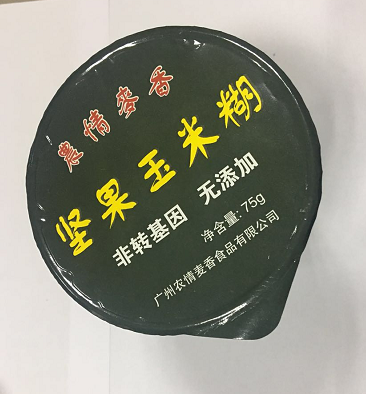 農情麥香
坚果玉米糊
非转基因 无添加
净含量:75g
广州农情麦香食品有限公司